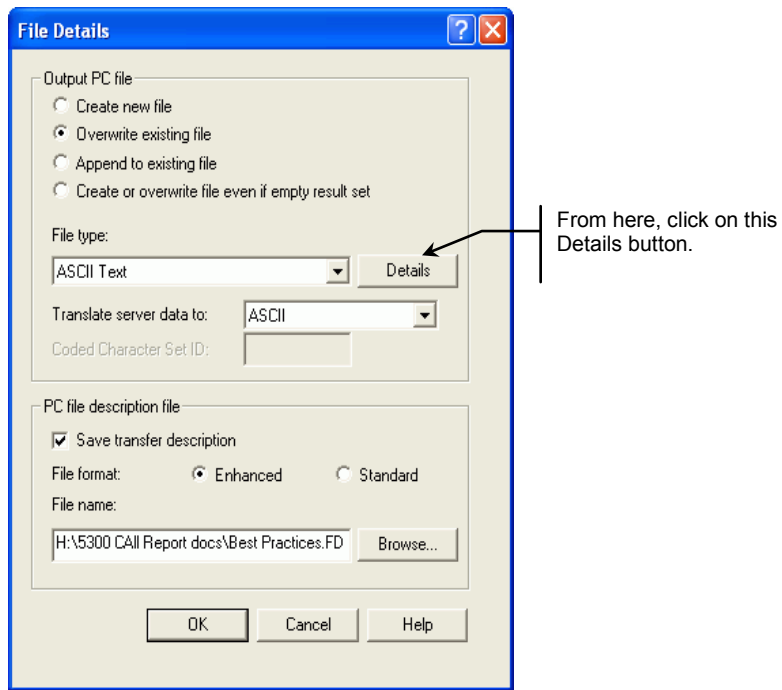 File Details
Output PC file
Create new file
Overwrite existing file
Append to existing file
Create or overwrite file even if empty result set
File type:
ASCII Text
Details
Translate server data to:
ASCII
Coded Character Set ID:
PC file description file
Save transfer description
File format:
Enhanced
Standard
File name:
H:\5300 CAll Report docs\Best Practices.FD
Browse...
OK
Cancel
Help
From here, click on this
Details button.